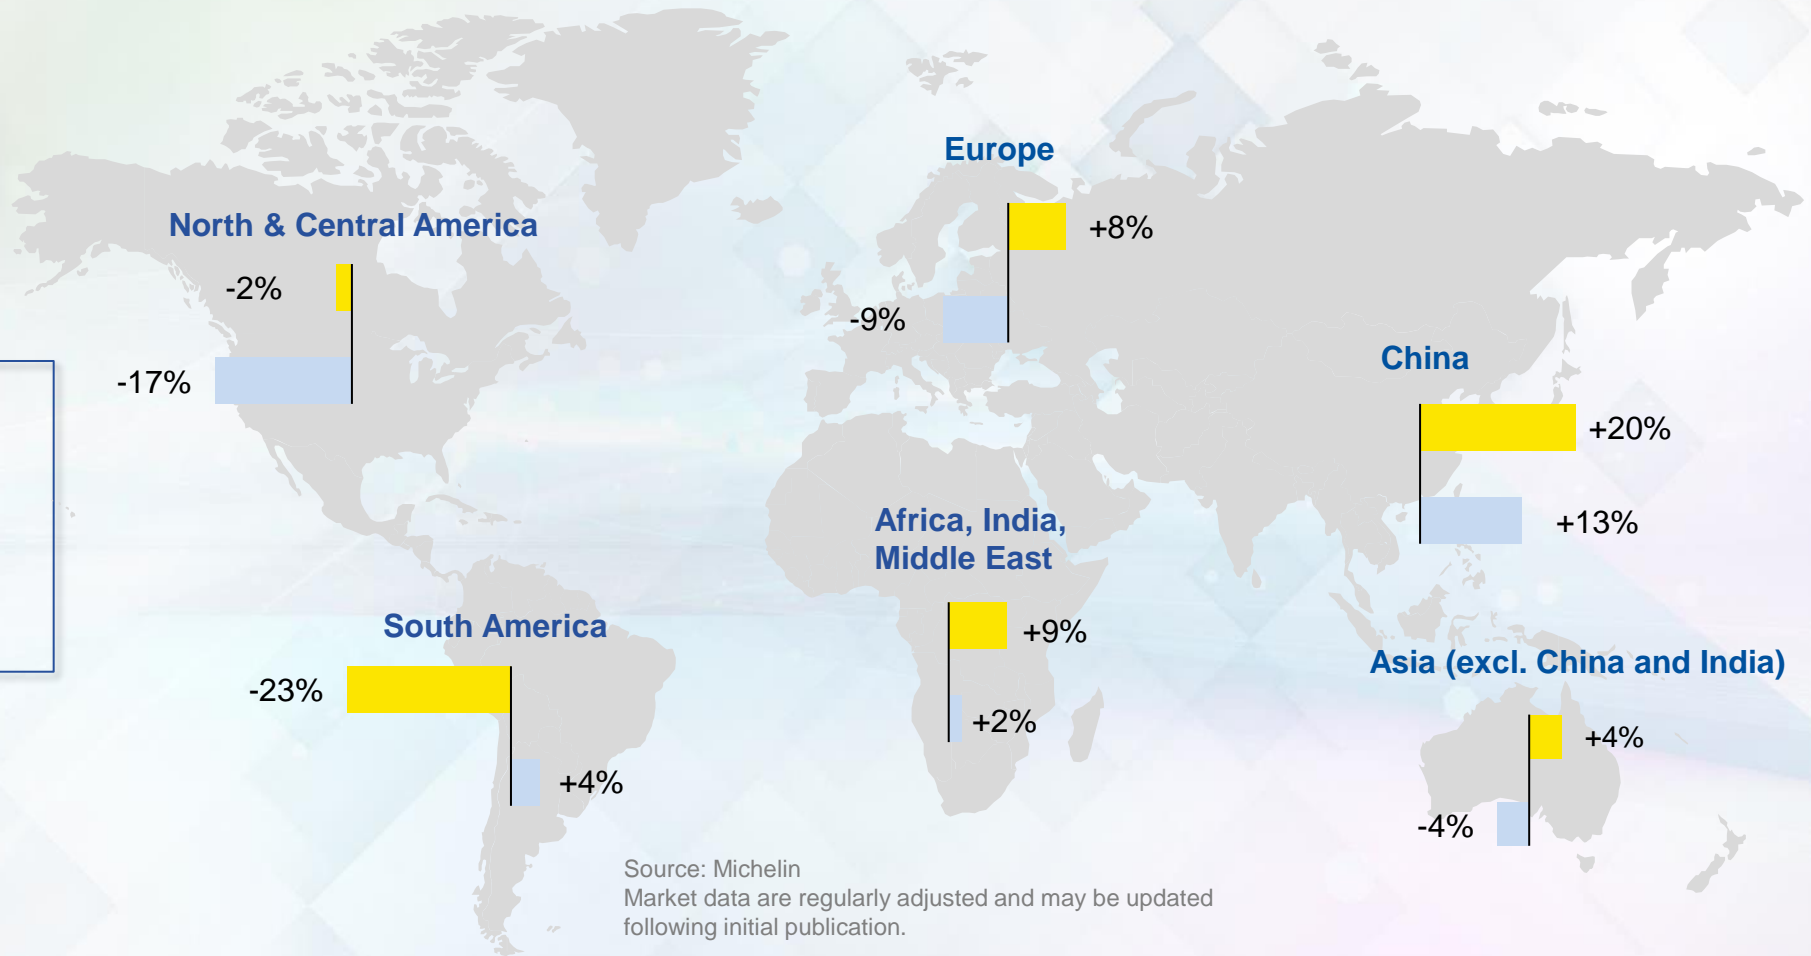 Europe
+8%
-9%
North & Central America
-2%
-17%
China
+20%
+13%
Africa, India,
Middle East
+9%
+2%
South America
-23%
+4%
Asia (excl. China and India)
+4%
-4%
Source: Michelin
Market data are regularly adjusted and may be updated
following initial publication.